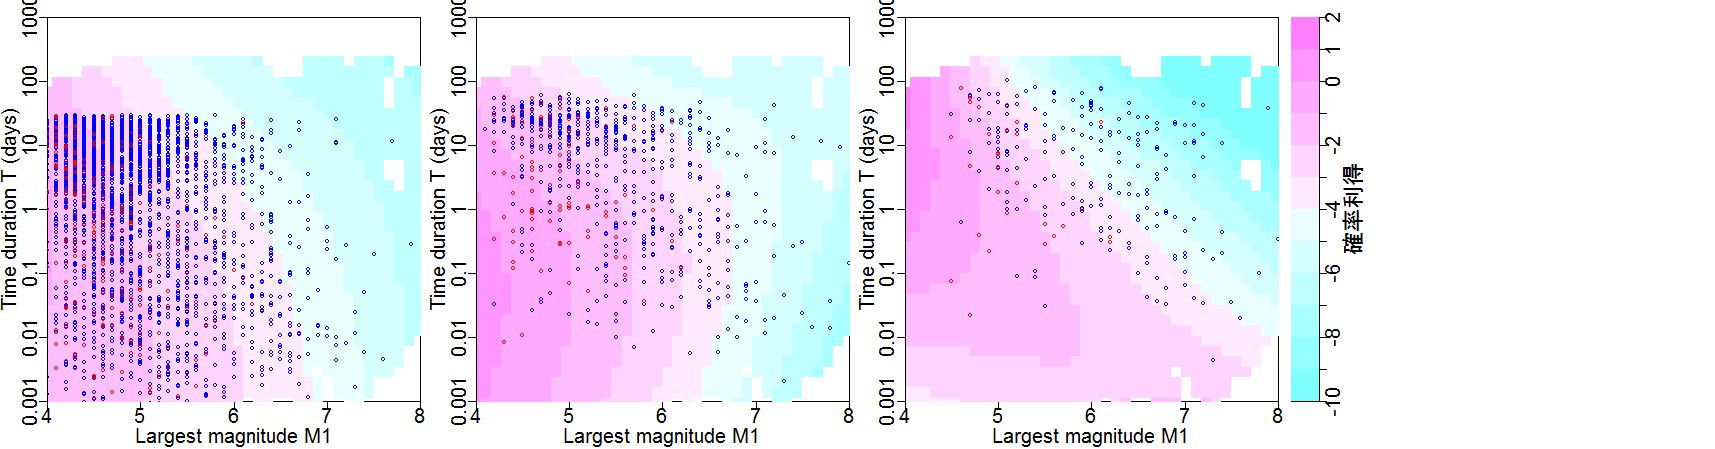 1000
100
10
1
0.1
0.01
0.001
Time duration T (days)
4 5 6 7 8
Largest magnitude M1
1000
100
10
1
0.1
0.01
0.001
Time duration T (days)
4 5 6 7 8
Largest magnitude M1
1000
100
10
1
0.1
0.01
0.001
Time duration T (days)
4 5 6 7 8
Largest magnitude M1
2
1
0
-2
-4
-6
-8
-10
確率利得